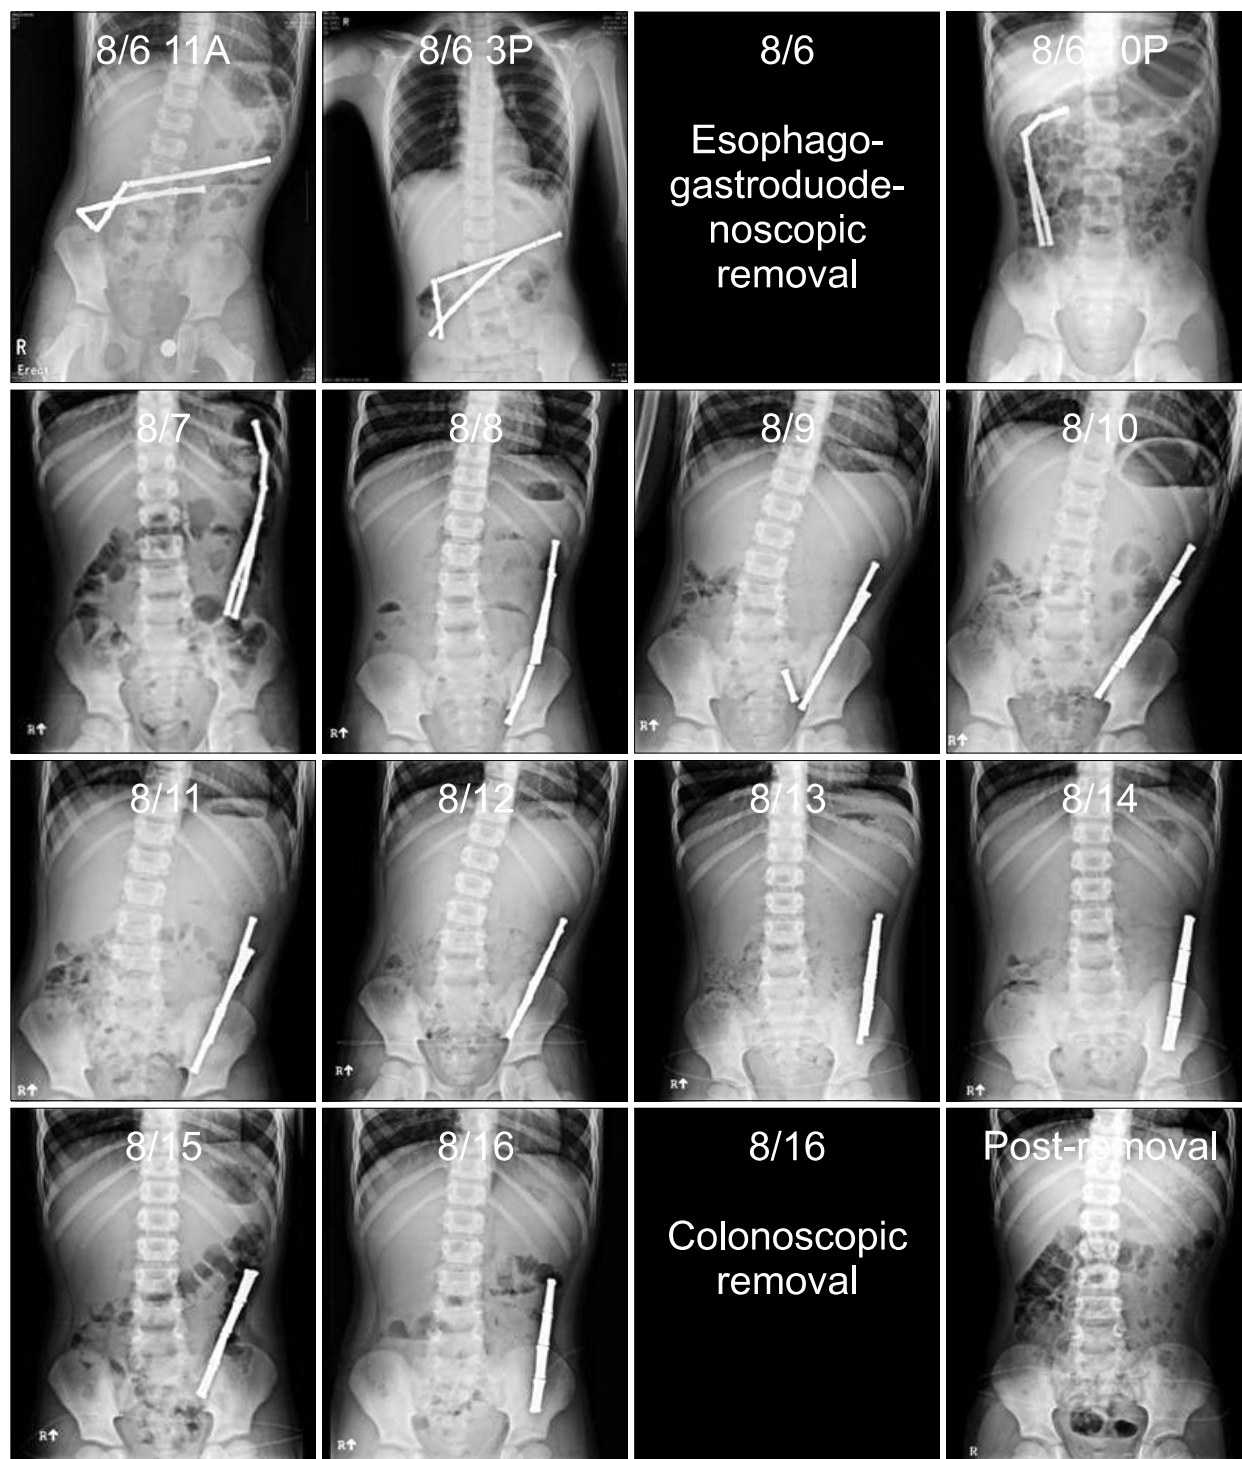 8/6 11A
R
Erect
8/6 3P
R
8/6
Esophago-
gastroduode-
noscopic
removal
8/6 10P
8/7
R↑
8/8
R↑
8/9
R↑
8/10
R↑
8/11
R↑
8/12
R↑
8/13
R↑
8/14
R↑
8/15
R↑
8/16
R↑
8/16
Colonoscopic
removal
Post-removal
R